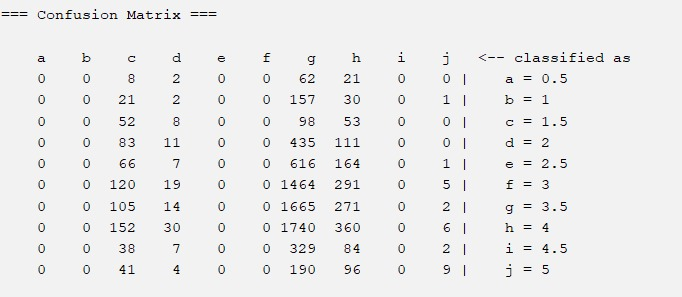 === Confusion Matrix ===
a b c d e f g h i j <-- classified as
0 0 8 2 0 0 62 21 0 0 | a = 0.5
0 0 21 2 0 0 157 30 0 1 | b = 1
0 0 52 8 0 0 98 53 0 0 | c = 1.5
0 0 83 11 0 0 435 111 0 0 | d = 2
0 0 66 7 0 0 616 164 0 1 | e = 2.5
0 0 120 19 0 0 1464 291 0 5 | f = 3
0 0 105 14 0 0 1665 271 0 2 | g = 3.5
0 0 152 30 0 0 1740 360 0 6 | h = 4
0 0 38 7 0 0 329 84 0 2 | i = 4.5
0 0 41 4 0 0 190 96 0 9 | j = 5